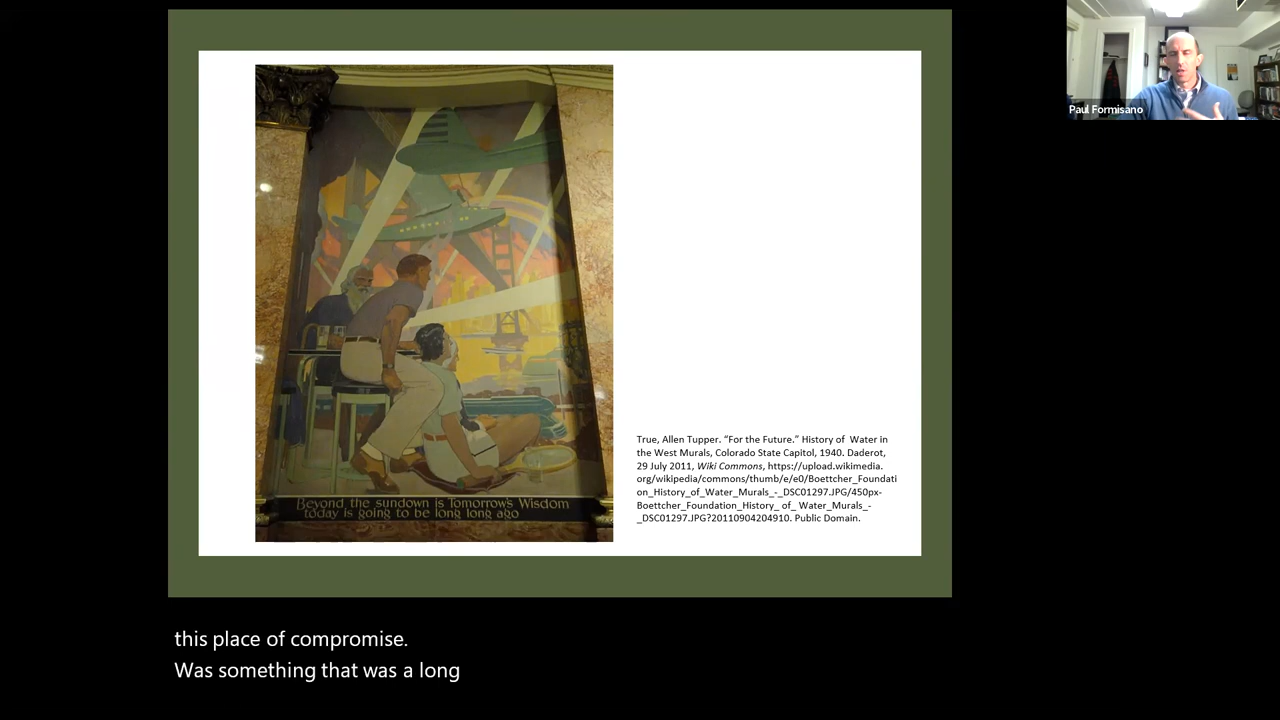 Paul Formisano
True, Allen Tupper. “For the Future.” History of Water in
the West Murals, Colorado State Capitol, 1940. Daderot,
29 July 2011, Wiki Commons, https://upload.wikimedia.
org/wikipedia/commons/thumb/e/e0/Boettcher_Foundati
on_History_of_Water_Murals_-_DSC01297.JPG/450px-
Boettcher_Foundation_History_ of_ Water_Murals_-
_DSC01297.JPG?20110904204910. Public Domain.
Beyond the sundown is Tomorrow's Wisdom
today is going to be long long ago
this place of compromise.
Was something that was a long